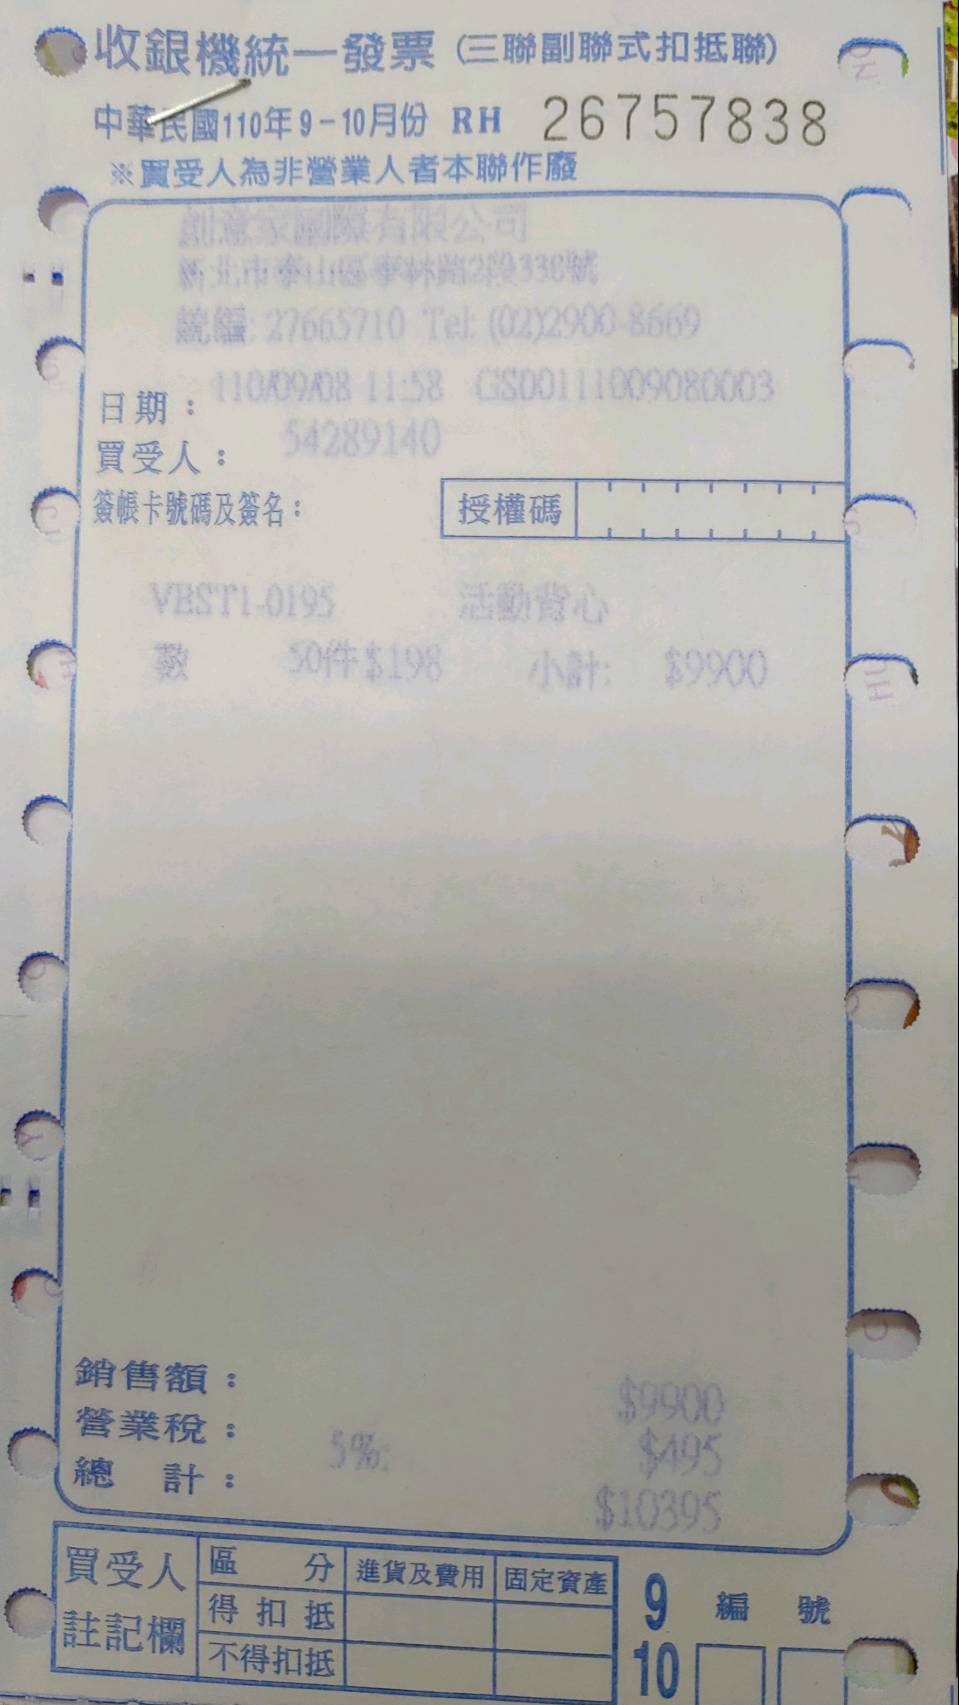 收銀機統一發票(三聯副聯式扣抵聯)
中華民國110年9-10月份 RH 26757838
※買受人為非營業人者本聯作廢
創意家國際有限公司
新北市泰山區泰林路2段338號
統編: 27665710 Tel: (02)2900-8669
日期: 110/09/08 11:58 GS00111009080003
買受人: 54289140
簽帳卡號碼及簽名: 授權碼
VEST1-0195 活動背心
數 50件 $198 小計: $9900
銷售額: $9900
營業稅: 5%: $495
總 計: $10395
買受人註記欄 區 分 進貨及費用 固定資產
得扣抵
不得扣抵
9 10 編 號